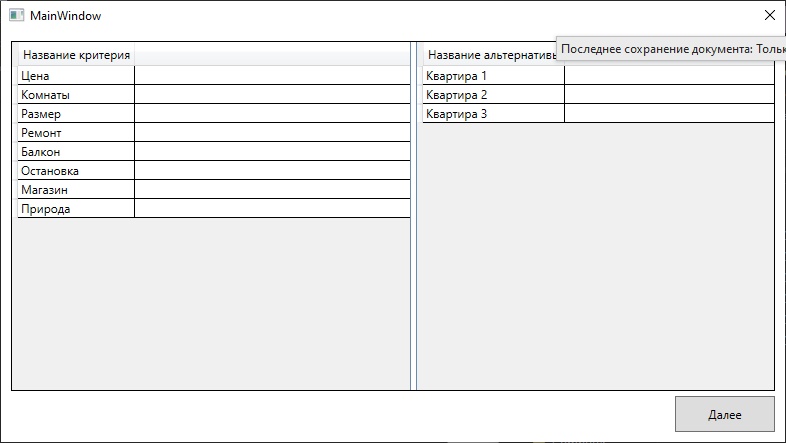 MainWindow
Название критерия
Цена
Комнаты
Размер
Ремонт
Балкон
Остановка
Магазин
Природа
Название альтернативы
Последнее сохранение документа: Тольк
Квартира 1
Квартира 2
Квартира 3
Далее